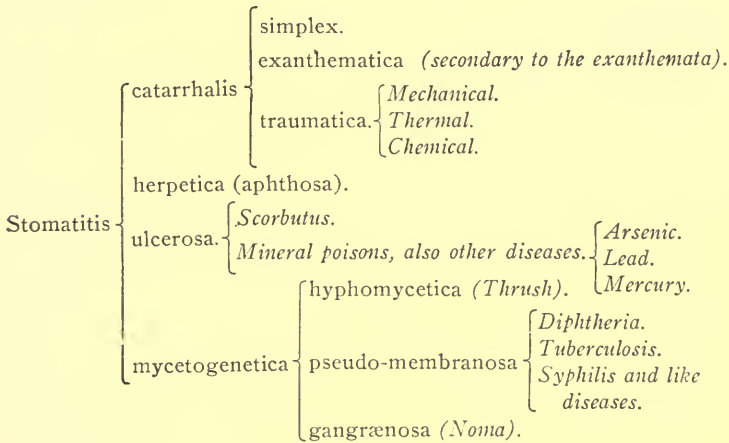 simplex.
exanthematica (secondary to the exanthemata).
catarrhalis
Mechanical.
traumatica.
Thermal.
Chemical.
herpetica (aphthosa).
Stomatitis
Scorbutus.
ulcerosa.
Mineral poisons, also other diseases.
Arsenic.
Lead.
Mercury.
hyphomycetica (Thrush).
Diphtheria.
Tuberculosis.
mycetogenetica
pseudo-membranosa
Syphilis and like
diseases.
gangrænosa (Noma).